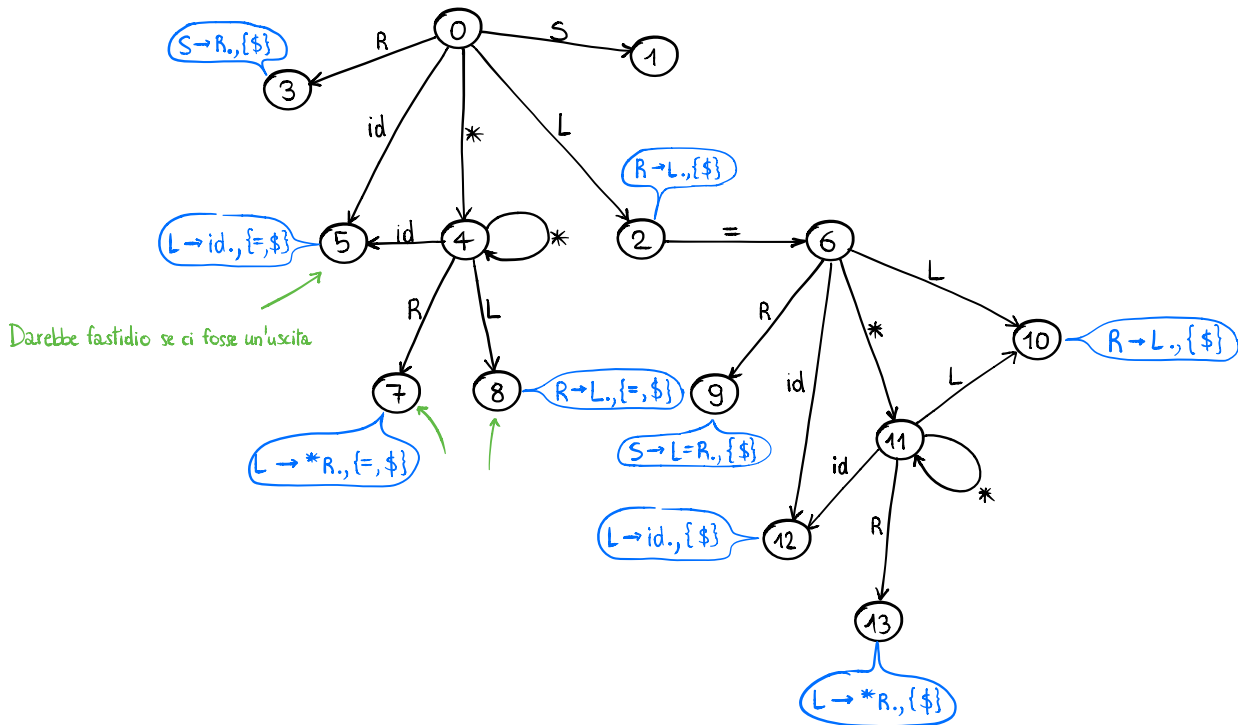 0
S
1
R
S→R.,{$}
3
id
*
L
R→L.,{$}
L→id.,{=,$}
5
id
4
*
2
=
6
Darebbe fastidio se ci fosse un'uscita
R
L
R
*
L
id
7
8
R→L.,{=,$}
9
L
10
R→L.,{$}
L→*R.,{=,$}
S→L=R.,{$}
11
id
*
L→id.,{$}
12
R
13
L→*R.,{$}